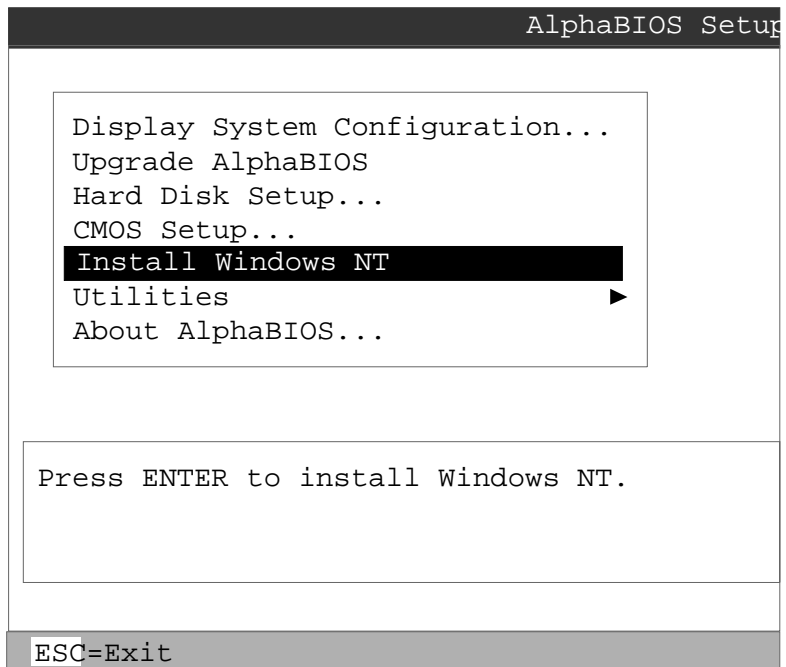 AlphaBIOS Setup
Display System Configuration...
Upgrade AlphaBIOS
Hard Disk Setup...
CMOS Setup...
Install Windows NT
Utilities ►
About AlphaBIOS...
Press ENTER to install Windows NT.
ESC=Exit